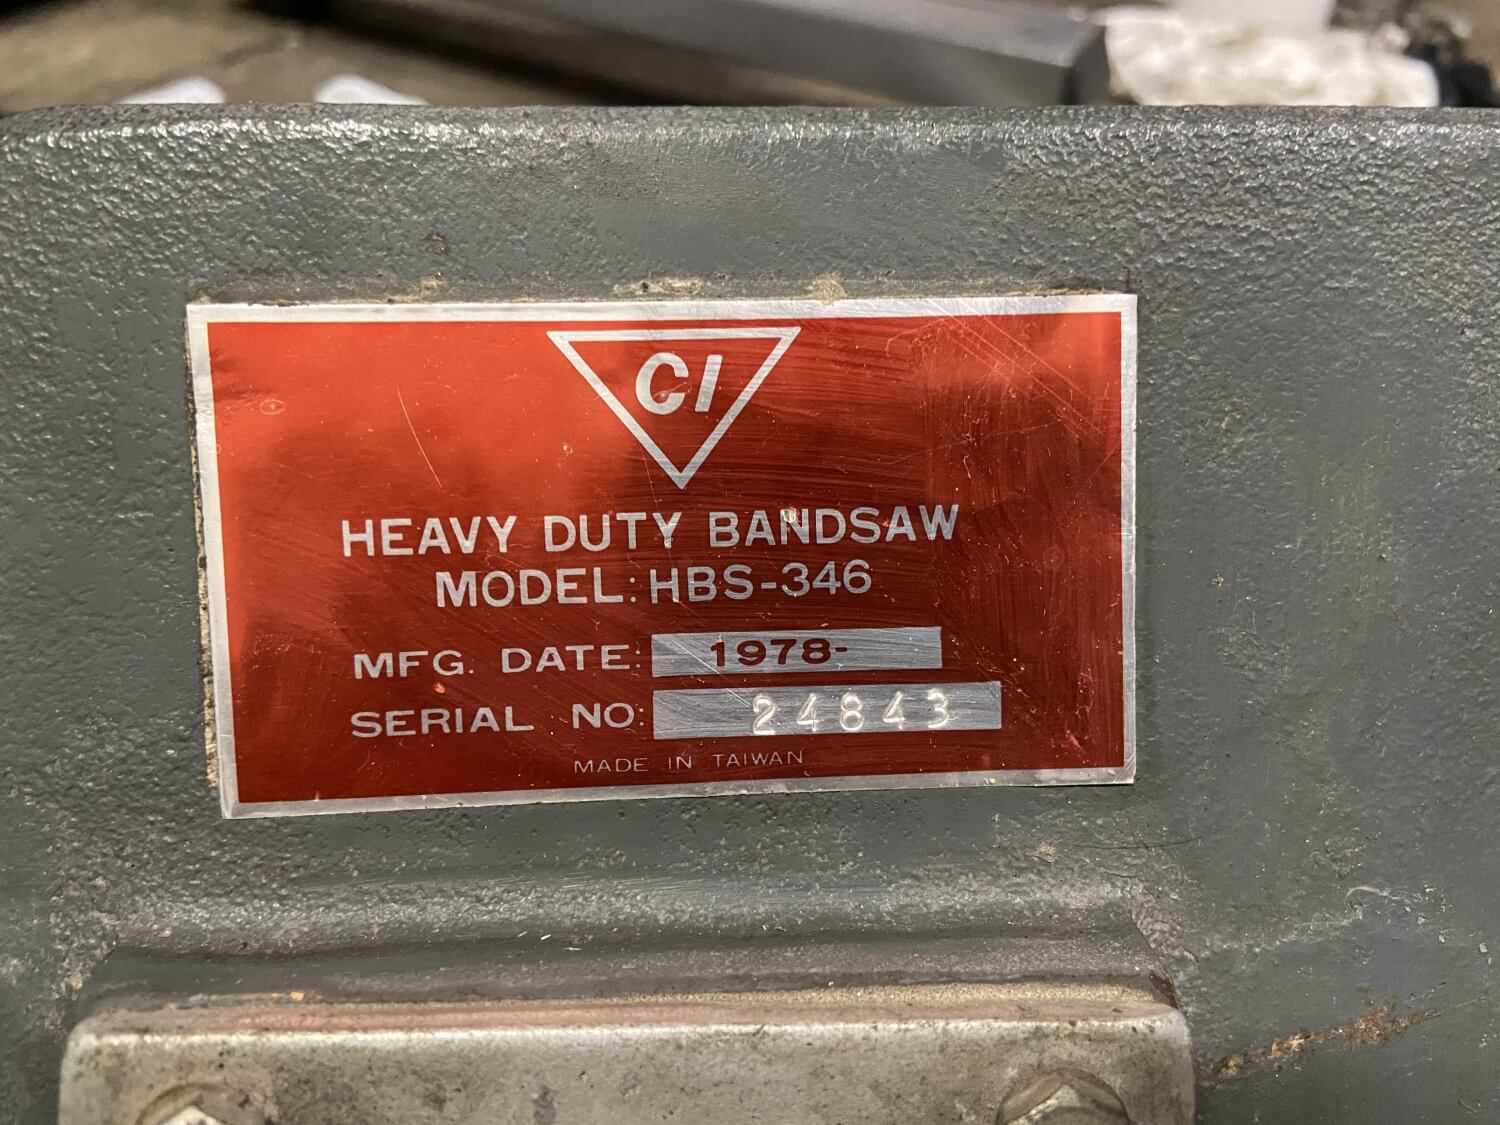 CI
HEAVY DUTY BANDSAW
MODEL: HBS-346
MFG. DATE: 1978-
SERIAL NO: 24843
MADE IN TAIWAN